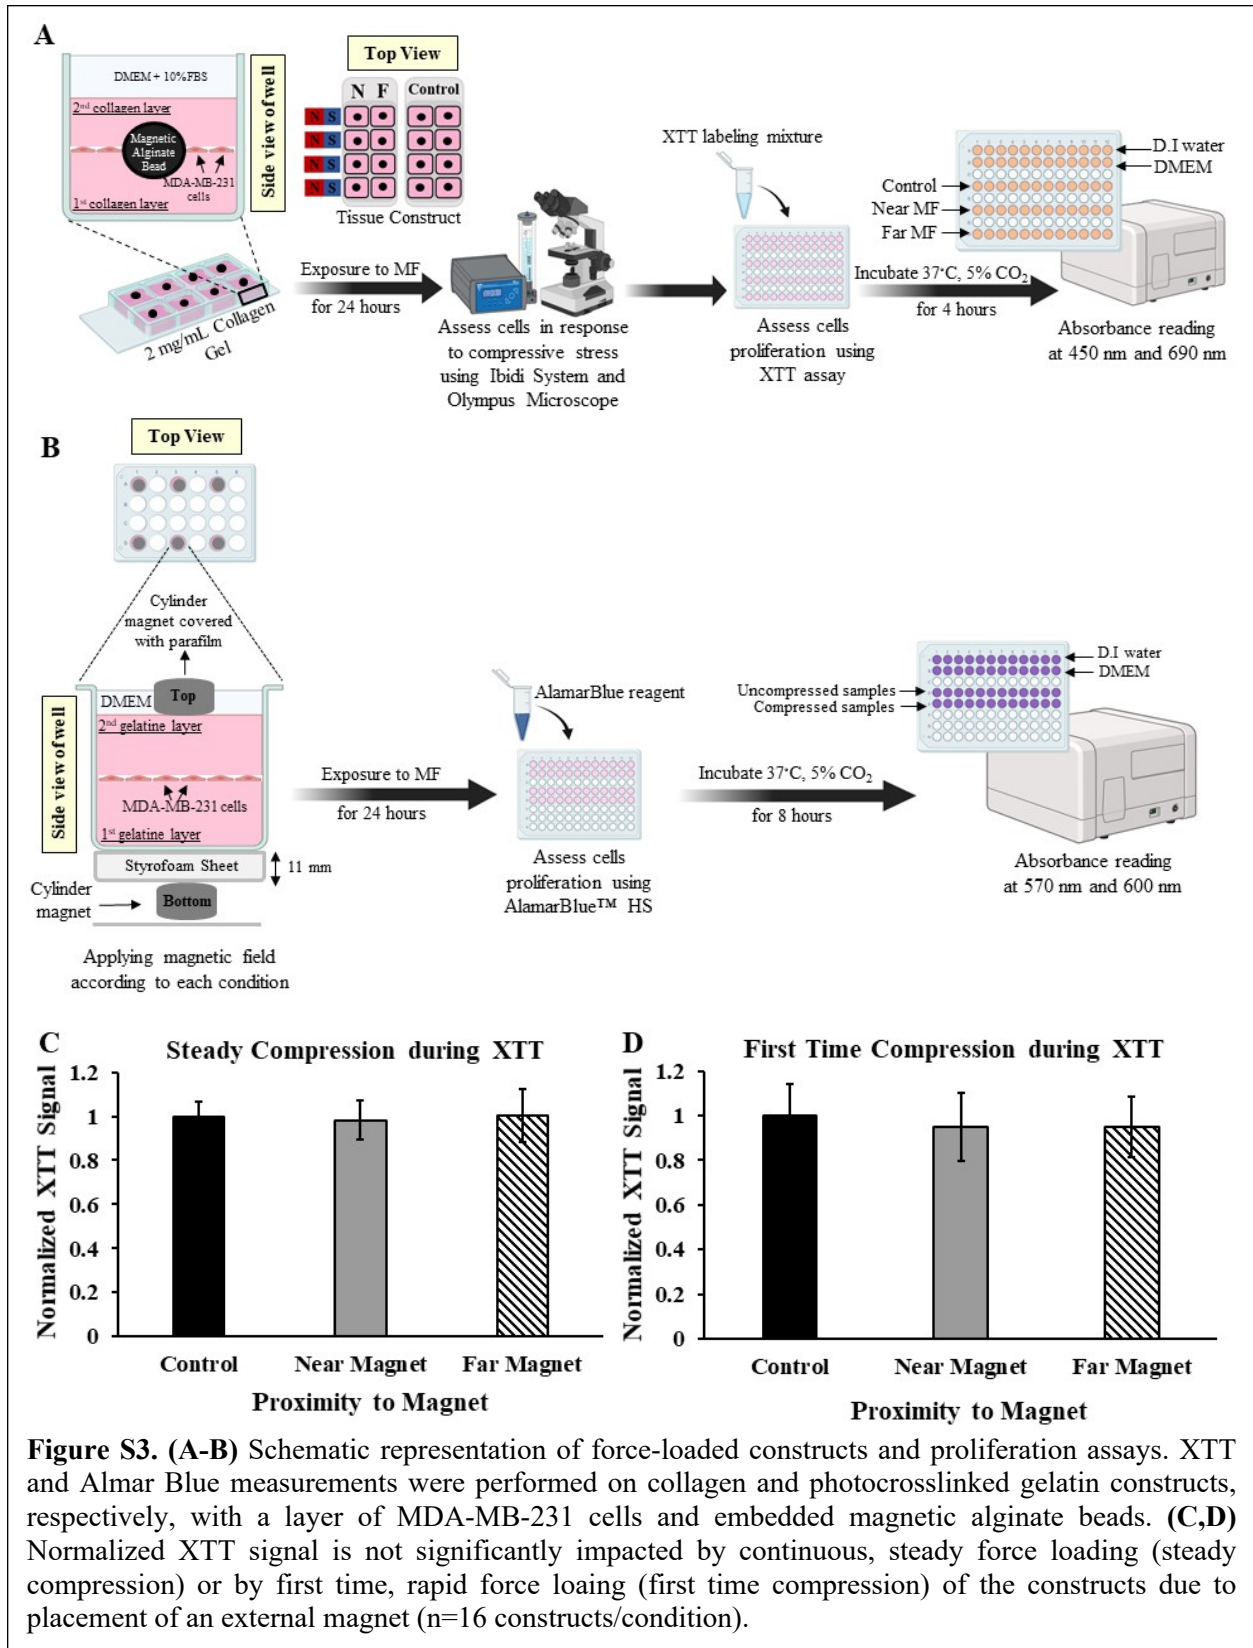 A
Top View
DMEM + 10%FBS
2nd collagen layer
Magnetic
Alginate
Bead
MDA-MB-231
cells
1st collagen layer
Side view of well
N F
Control
N S
N S
N S
N S
Tissue Construct
2 mg/mL Collagen
Gel
Exposure to MF
for 24 hours
Assess cells in response
to compressive stress
using Ibidi System and
Olympus Microscope
XTT labeling mixture
Assess cells
proliferation using
XTT assay
Incubate 37°C, 5% CO2
for 4 hours
D.I water
DMEM
Control
Near MF
Far MF
Absorbance reading
at 450 nm and 690 nm
B
Top View
Cylinder
magnet covered
with parafilm
Side view of well
DMEM
Top
2nd gelatine layer
MDA-MB-231 cells
1st gelatine layer
Styrofoam Sheet
11 mm
Cylinder
magnet
Bottom
Applying magnetic field
according to each condition
Exposure to MF
for 24 hours
AlamarBlue reagent
Assess cells
proliferation using
AlamarBlue™ HS
Incubate 37°C, 5% CO2
for 8 hours
D.I water
DMEM
Uncompressed samples
Compressed samples
Absorbance reading
at 570 nm and 600 nm
C
Steady Compression during XTT
Normalized XTT Signal
1.2
1
0.8
0.6
0.4
0.2
0
Control Near Magnet Far Magnet
Proximity to Magnet
D
First Time Compression during XTT
Normalized XTT Signal
1.2
1
0.8
0.6
0.4
0.2
0
Control Near Magnet Far Magnet
Proximity to Magnet
Figure S3. (A-B) Schematic representation of force-loaded constructs and proliferation assays. XTT
and Almar Blue measurements were performed on collagen and photocrosslinked gelatin constructs,
respectively, with a layer of MDA-MB-231 cells and embedded magnetic alginate beads. (C,D)
Normalized XTT signal is not significantly impacted by continuous, steady force loading (steady
compression) or by first time, rapid force loaing (first time compression) of the constructs due to
placement of an external magnet (n=16 constructs/condition).